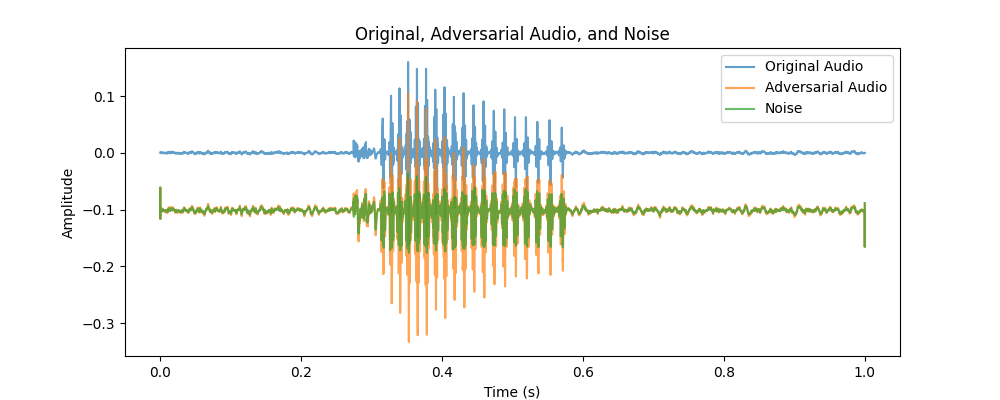 Original, Adversarial Audio, and Noise
Original Audio
Adversarial Audio
Noise
Amplitude
0.1
0.0
−0.1
−0.2
−0.3
0.0
0.2
0.4
0.6
0.8
1.0
Time (s)